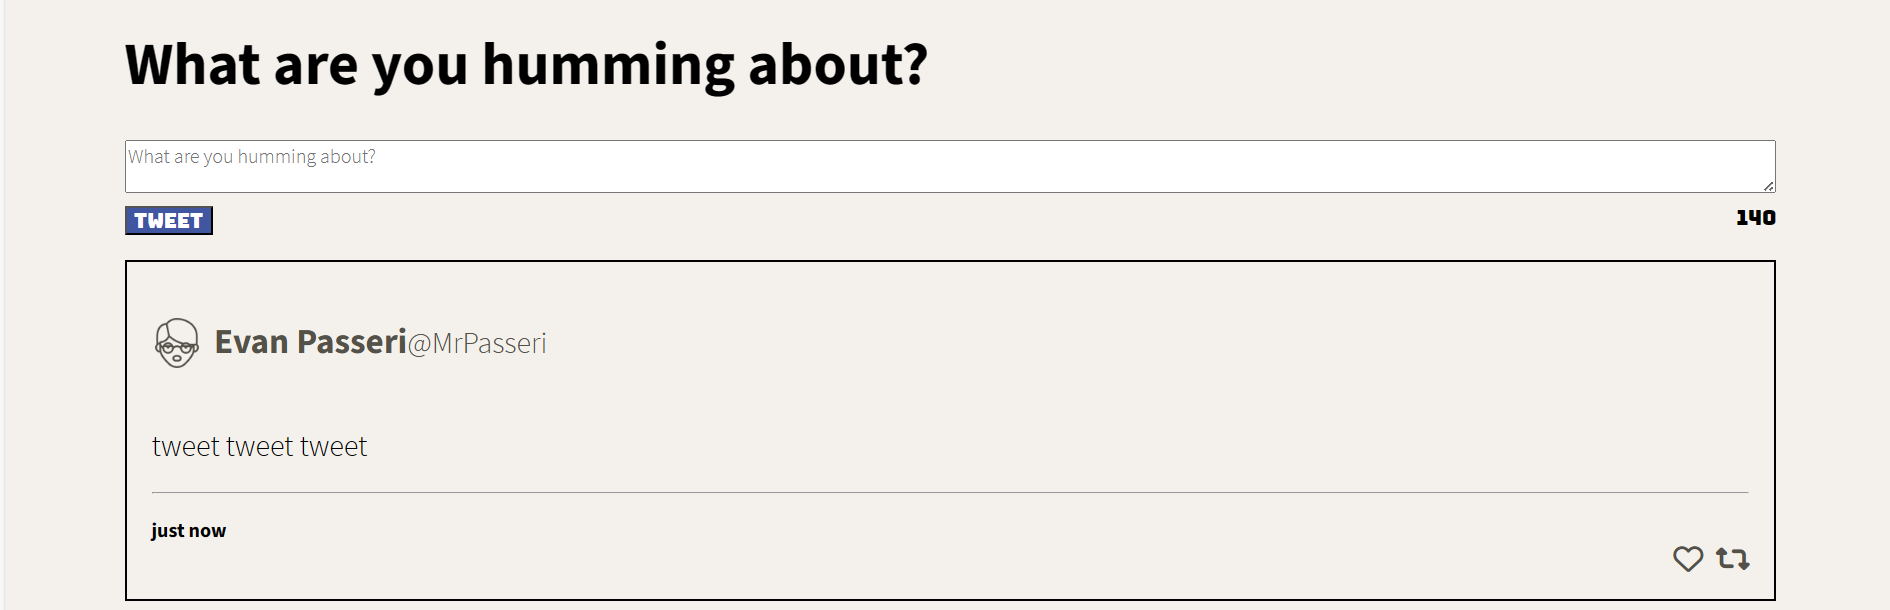 What are you humming about?
What are you humming about?
TWEET
140
Evan Passeri@MrPasseri
tweet tweet tweet
just now